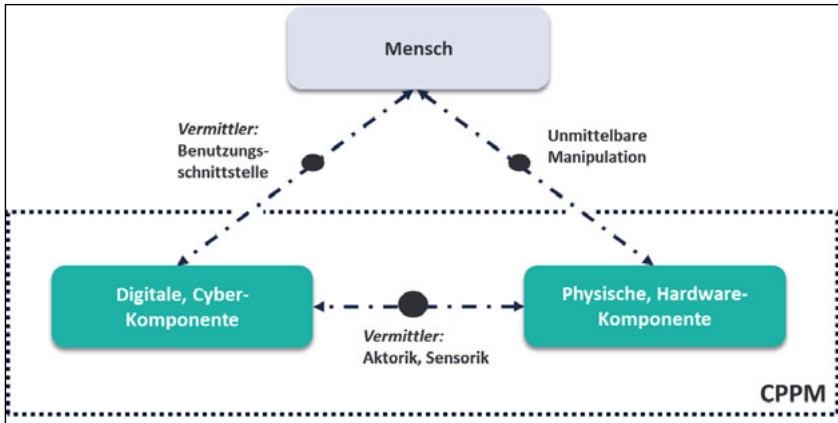 Mensch
Vermittler:
Benutzungs-
schnittstelle
Unmittelbare
Manipulation
Digitale, Cyber-
Komponente
Physische, Hardware-
Komponente
Vermittler:
Aktorik, Sensorik
CPPM